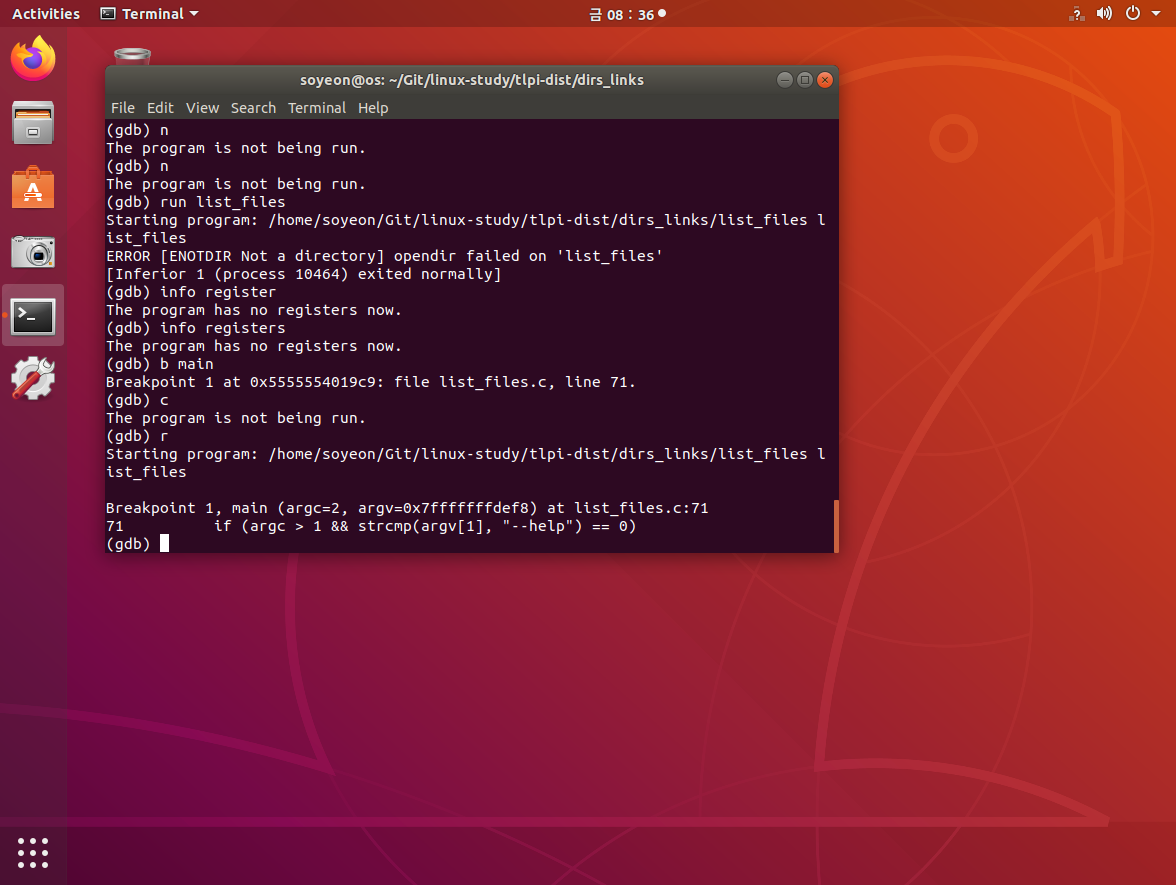 Activities
Terminal
금 08 : 36
?
soyeon@os: ~/Git/linux-study/tlpi-dist/dirs_links
File Edit View Search Terminal Help
(gdb) n
The program is not being run.
(gdb) n
The program is not being run.
(gdb) run list_files
Starting program: /home/soyeon/Git/linux-study/tlpi-dist/dirs_links/list_files l
ist_files
ERROR [ENOTDIR Not a directory] opendir failed on 'list_files'
[Inferior 1 (process 10464) exited normally]
(gdb) info register
The program has no registers now.
(gdb) info registers
The program has no registers now.
(gdb) b main
Breakpoint 1 at 0x5555554019c9: file list_files.c, line 71.
(gdb) c
The program is not being run.
(gdb) r
Starting program: /home/soyeon/Git/linux-study/tlpi-dist/dirs_links/list_files l
ist_files

Breakpoint 1, main (argc=2, argv=0x7fffffffdef8) at list_files.c:71
71          if (argc > 1 && strcmp(argv[1], "--help") == 0)
(gdb)